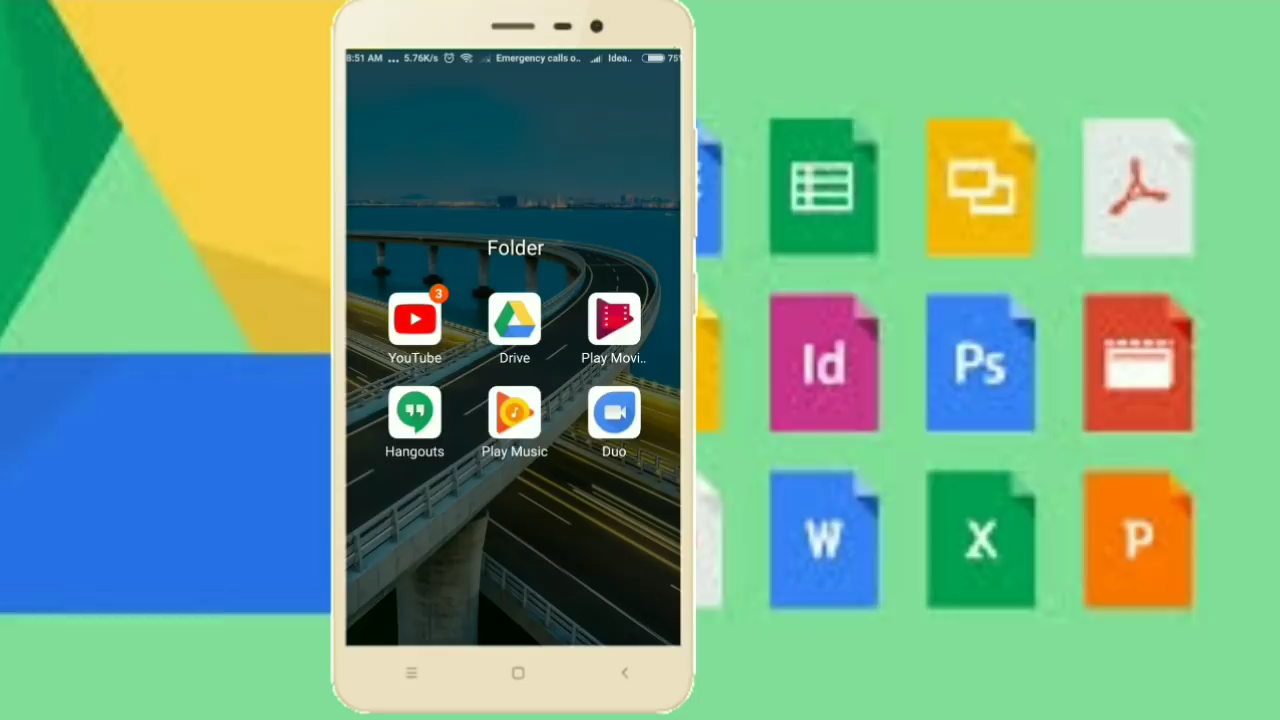 8:51 AM ... 5.76K/s Emergency calls o.. Idea.. 75
Folder
3
YouTube Drive Play Movi..
Hangouts Play Music Duo
Id Ps
W X P